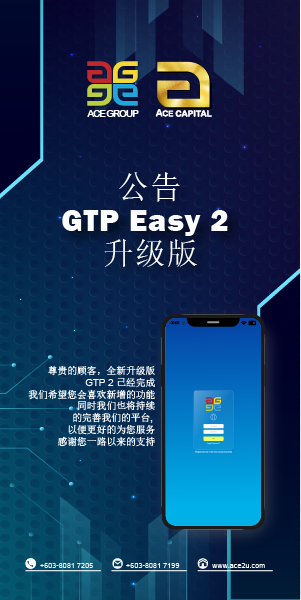 ACE GROUP
ACE CAPITAL
公告
GTP Easy 2
升级版
尊贵的顾客，全新升级版
GTP 2 已经完成
我们希望您会喜欢新增的功能
同时我们也将持续
的完善我们的平台,
以便更好的为您服务
感谢您一路以来的支持
+603-8081 7205
+603-8081 7199
www.ace2u.com